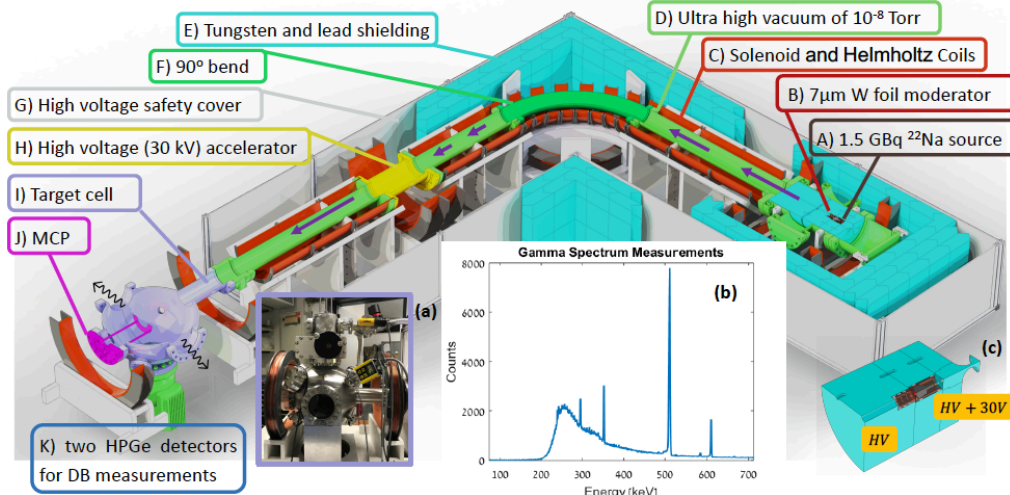 E) Tungsten and lead shielding
D) Ultra high vacuum of 10⁻⁸ Torr
F) 90° bend
C) Solenoid and Helmholtz Coils
G) High voltage safety cover
B) 7µm W foil moderator
H) High voltage (30 kV) accelerator
A) 1.5 GBq ²²Na source
I) Target cell
J) MCP
K) two HPGe detectors
for DB measurements
(a)
Gamma Spectrum Measurements
(b)
8000
6000
4000
2000
0
Counts
100 200 300 400 500 600 700
Energy [keV]
(c)
HV
HV + 30V